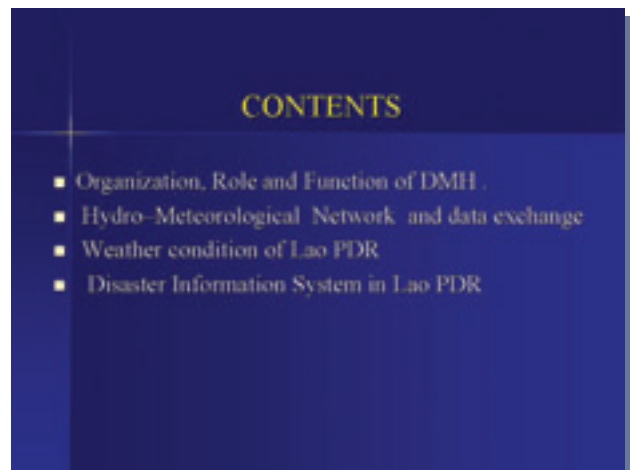 CONTENTS
Organization, Role and Function of DMH .
Hydro–Meteorological Network and data exchange
Weather condition of Lao PDR
Disaster Information System in Lao PDR